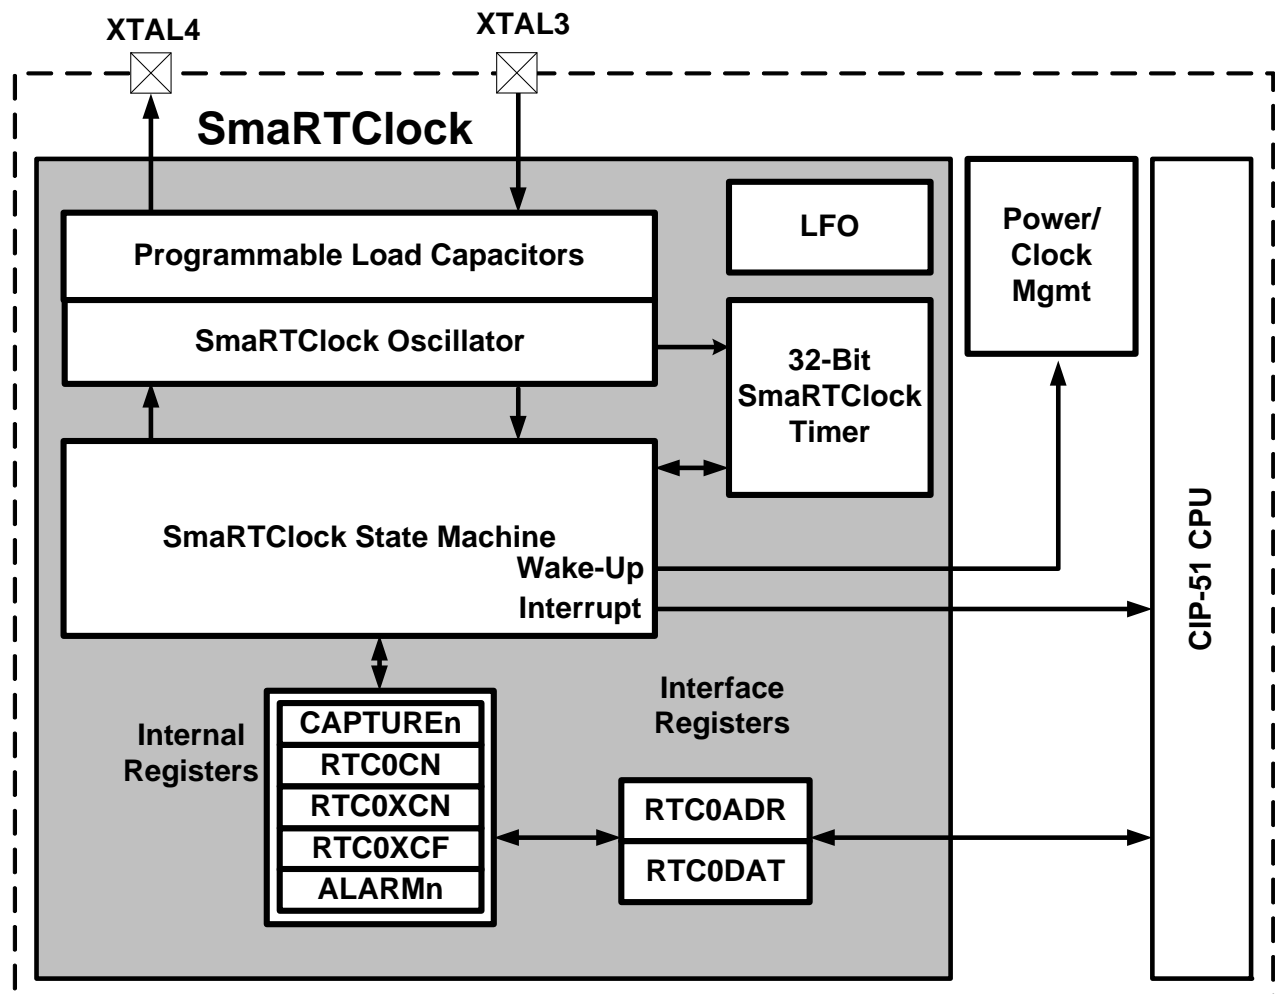 XTAL4
XTAL3
SmaRTClock
Programmable Load Capacitors
SmaRTClock Oscillator
LFO
Power/
Clock
Mgmt
32-Bit
SmaRTClock
Timer
SmaRTClock State Machine
Wake-Up
Interrupt
CIP-51 CPU
Internal
Registers
CAPTUREn
RTC0CN
RTC0XCN
RTC0XCF
ALARMn
Interface
Registers
RTC0ADR
RTC0DAT